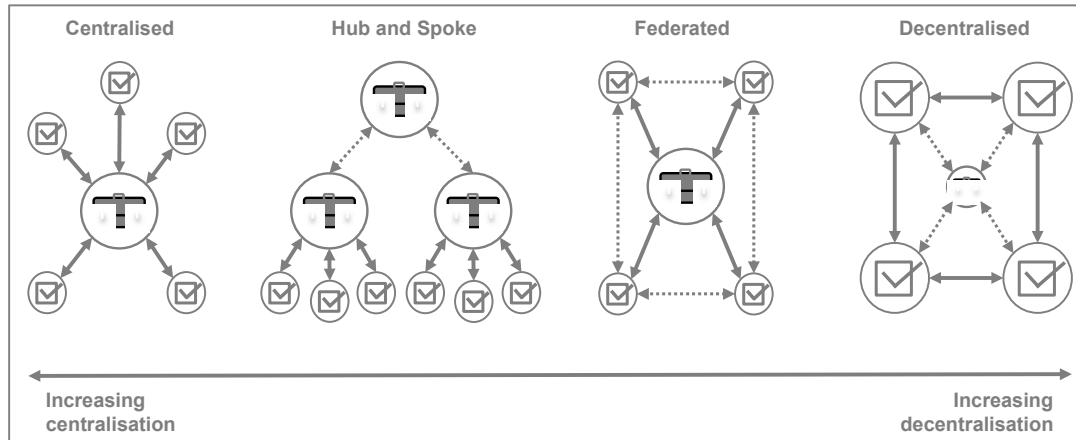 Centralised
Hub and Spoke
Federated
Decentralised
Increasing
centralisation
Increasing
decentralisation